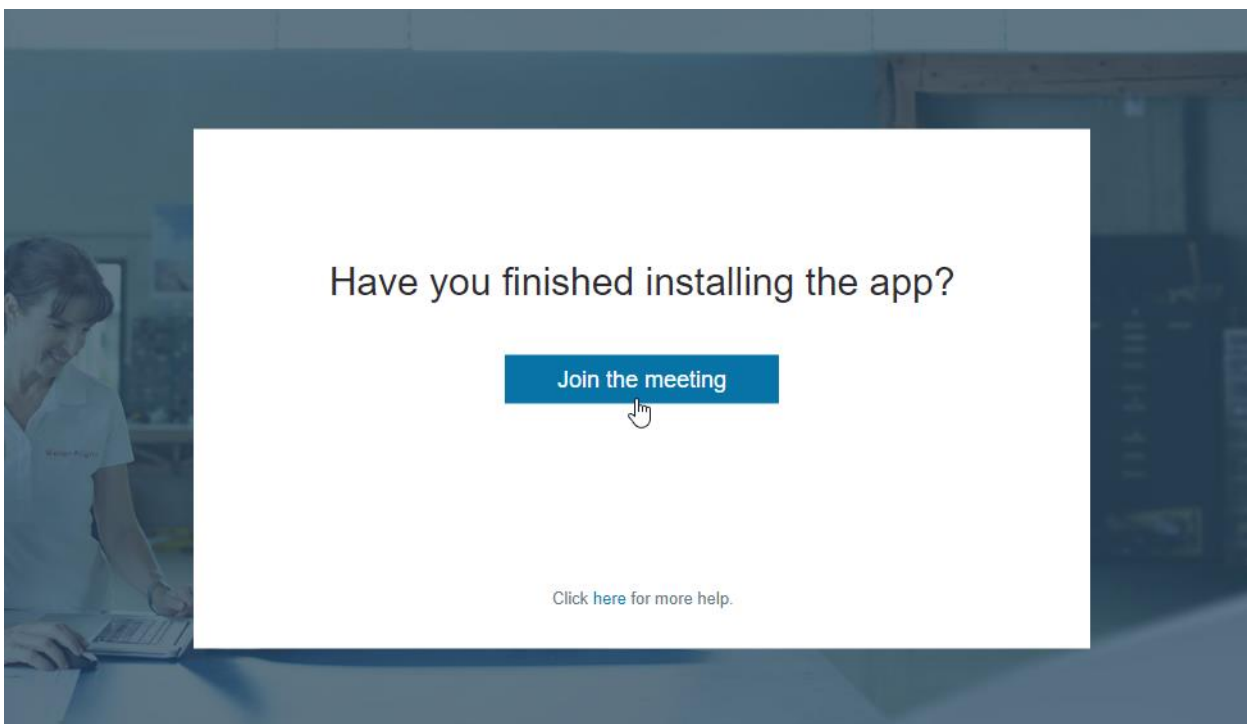 Have you finished installing the app?
Join the meeting
Click here for more help.